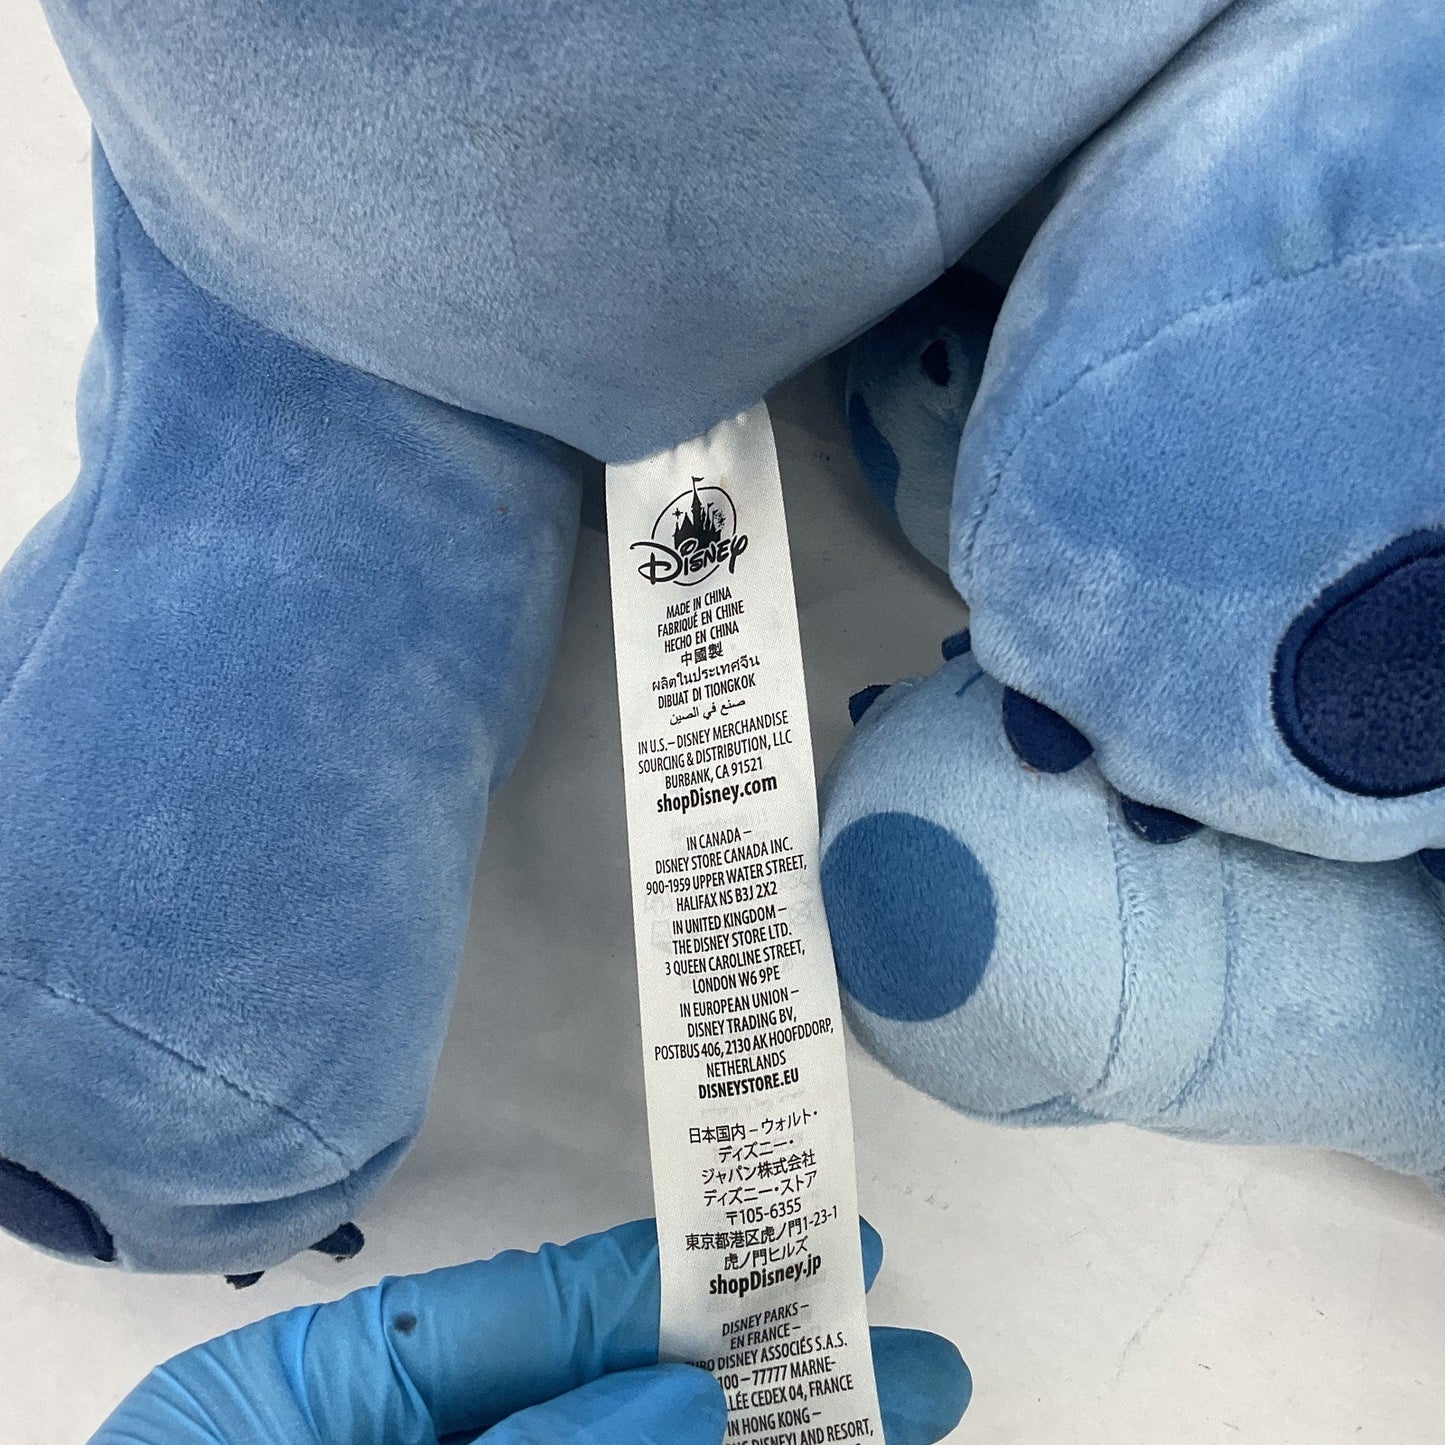 Disney
MADE IN CHINA
FABRIQUÉ EN CHINE
HECHO EN CHINA
中國製
ผลิตในประเทศจีน
DIBUAT DI TIONGKOK
صنع في الصين
IN U.S.– DISNEY MERCHANDISE
SOURCING & DISTRIBUTION, LLC
BURBANK, CA 91521
shopDisney.com
IN CANADA –
DISNEY STORE CANADA INC.
900-1959 UPPER WATER STREET,
HALIFAX NS B3J 2X2
IN UNITED KINGDOM –
THE DISNEY STORE LTD.
3 QUEEN CAROLINE STREET,
LONDON W6 9PE
IN EUROPEAN UNION –
DISNEY TRADING BV,
POSTBUS 406, 2130 AK HOOFDDORP,
NETHERLANDS
DISNEYSTORE.EU
日本国内 – ウォルト・
ディズニー・
ジャパン株式会社
ディズニー・ストア
〒105-6355
東京都港区虎ノ門1-23-1
虎ノ門ヒルズ
shopDisney.jp
DISNEY PARKS –
EN FRANCE –
DISNEY ASSOCIÉS S.A.S.
– 77777 MARNE-
CEDEX 04, FRANCE
IN HONG KONG –
RESORT,